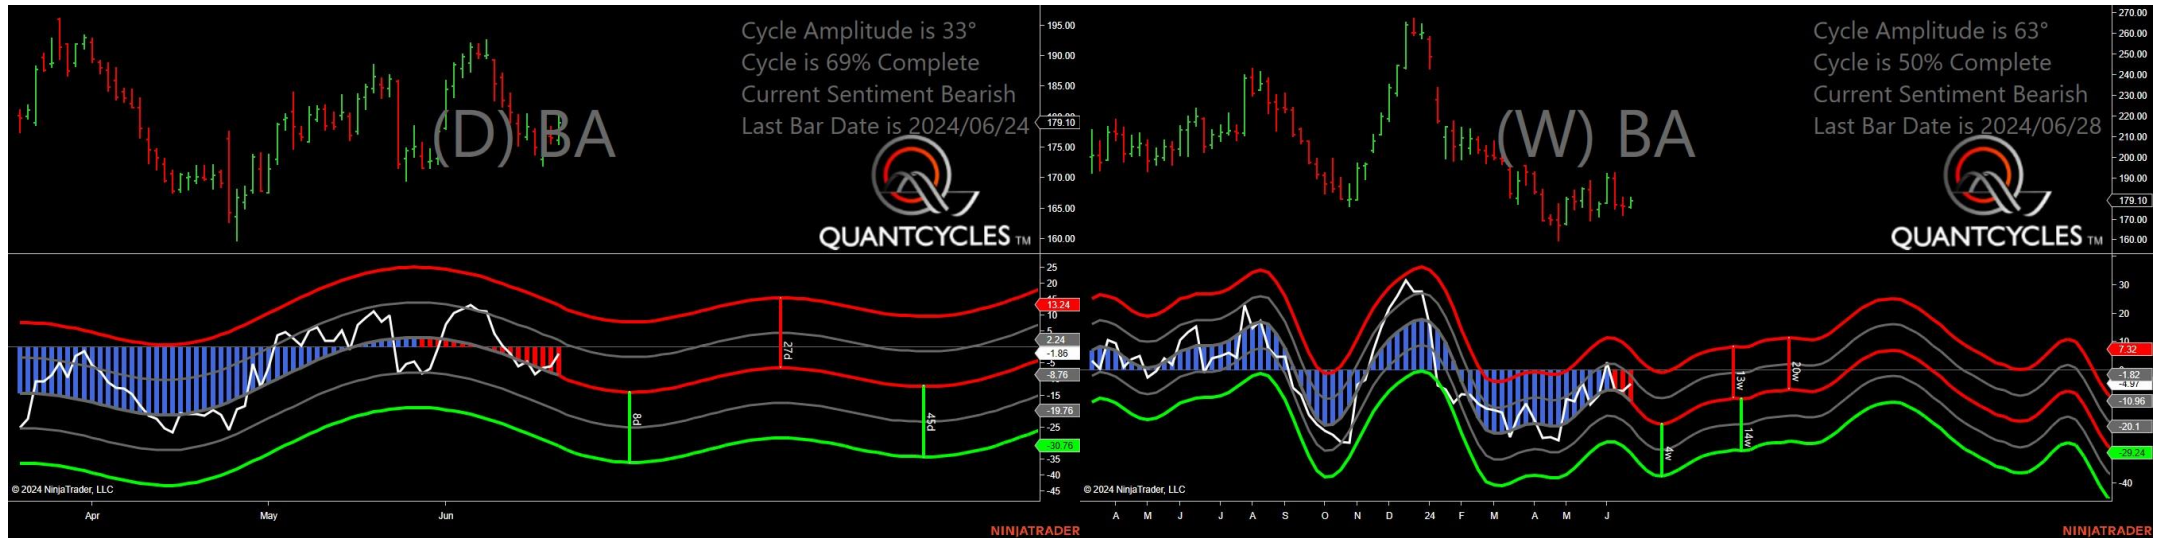 Cycle Amplitude is 33°
Cycle is 69% Complete
Current Sentiment Bearish
Last Bar Date is 2024/06/24
(D) BA
QUANTCYCLES TM
195.00
190.00
185.00
179.10
175.00
170.00
165.00
160.00
25
13.24
10
5
2.24
-1.86
-5
-8.76
-15
-19.76
-25
-30.76
-35
-40
-45
27d
8d
45d
© 2024 NinjaTrader, LLC
Apr May Jun
NINJATRADER
Cycle Amplitude is 63°
Cycle is 50% Complete
Current Sentiment Bearish
Last Bar Date is 2024/06/28
(W) BA
QUANTCYCLES TM
270.00
260.00
250.00
240.00
230.00
220.00
210.00
200.00
190.00
179.10
170.00
160.00
30
20
10
7.32
-1.82
-4.97
-10.96
-20.1
-29.24
-40
13w
20w
4w
14w
© 2024 NinjaTrader, LLC
A M J J A S O N D 24 F M A M J
NINJATRADER